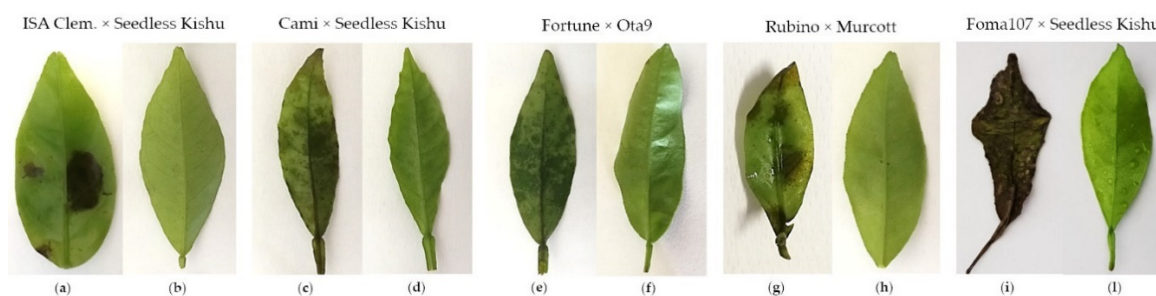 ISA Clem. × Seedless Kishu
Cami × Seedless Kishu
Fortune × Ota9
Rubino × Murcott
Foma107 × Seedless Kishu
(a)
(b)
(c)
(d)
(e)
(f)
(g)
(h)
(i)
(l)